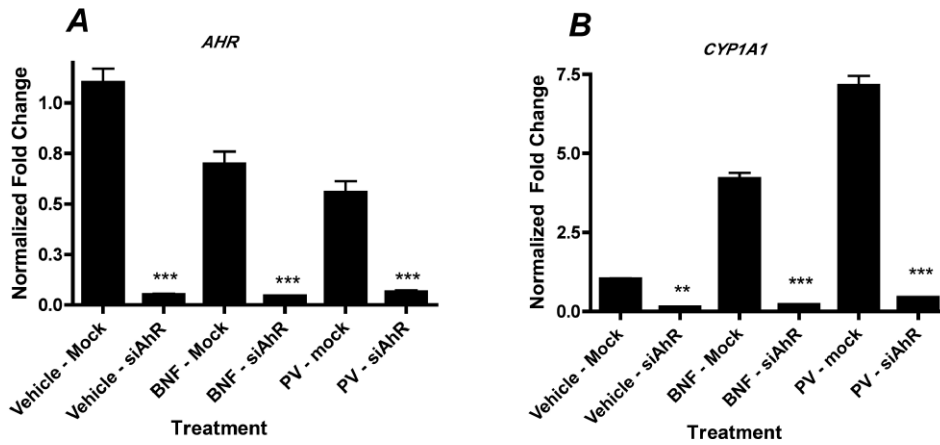 A
AHR
Normalized Fold Change
1.0
0.8
0.5
0.3
0.0
***
***
***
Vehicle - Mock
Vehicle - siAhR
BNF - Mock
BNF - siAhR
PV - mock
PV - siAhR
Treatment
B
CYP1A1
Normalized Fold Change
7.5
5.0
2.5
0.0
**
***
***
Vehicle - Mock
Vehicle - siAhR
BNF - Mock
BNF - siAhR
PV - mock
PV - siAhR
Treatment